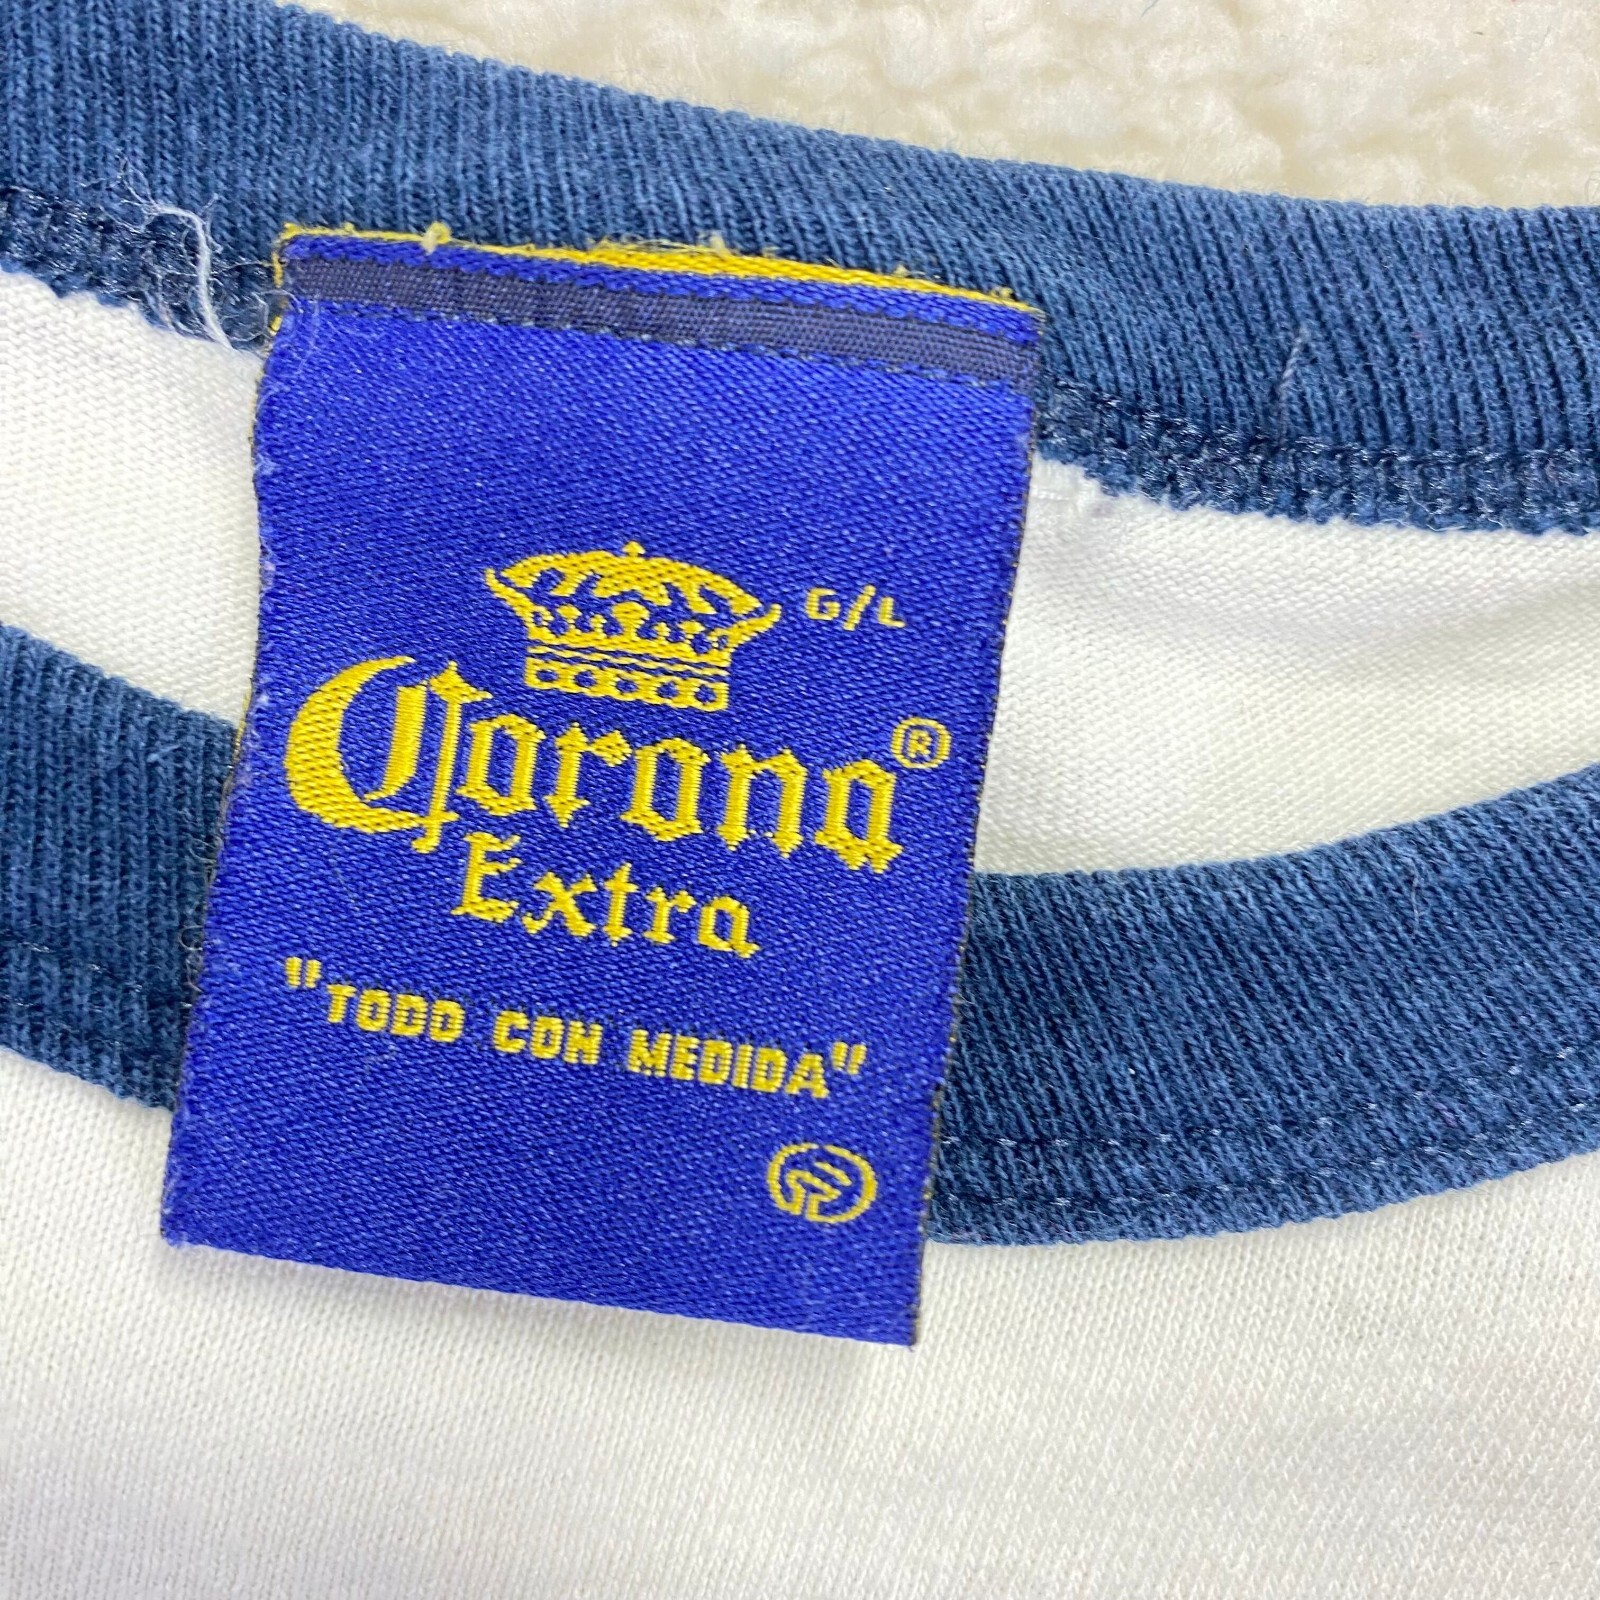 G/L
Corona®
Extra
"TODO CON MEDIDA"